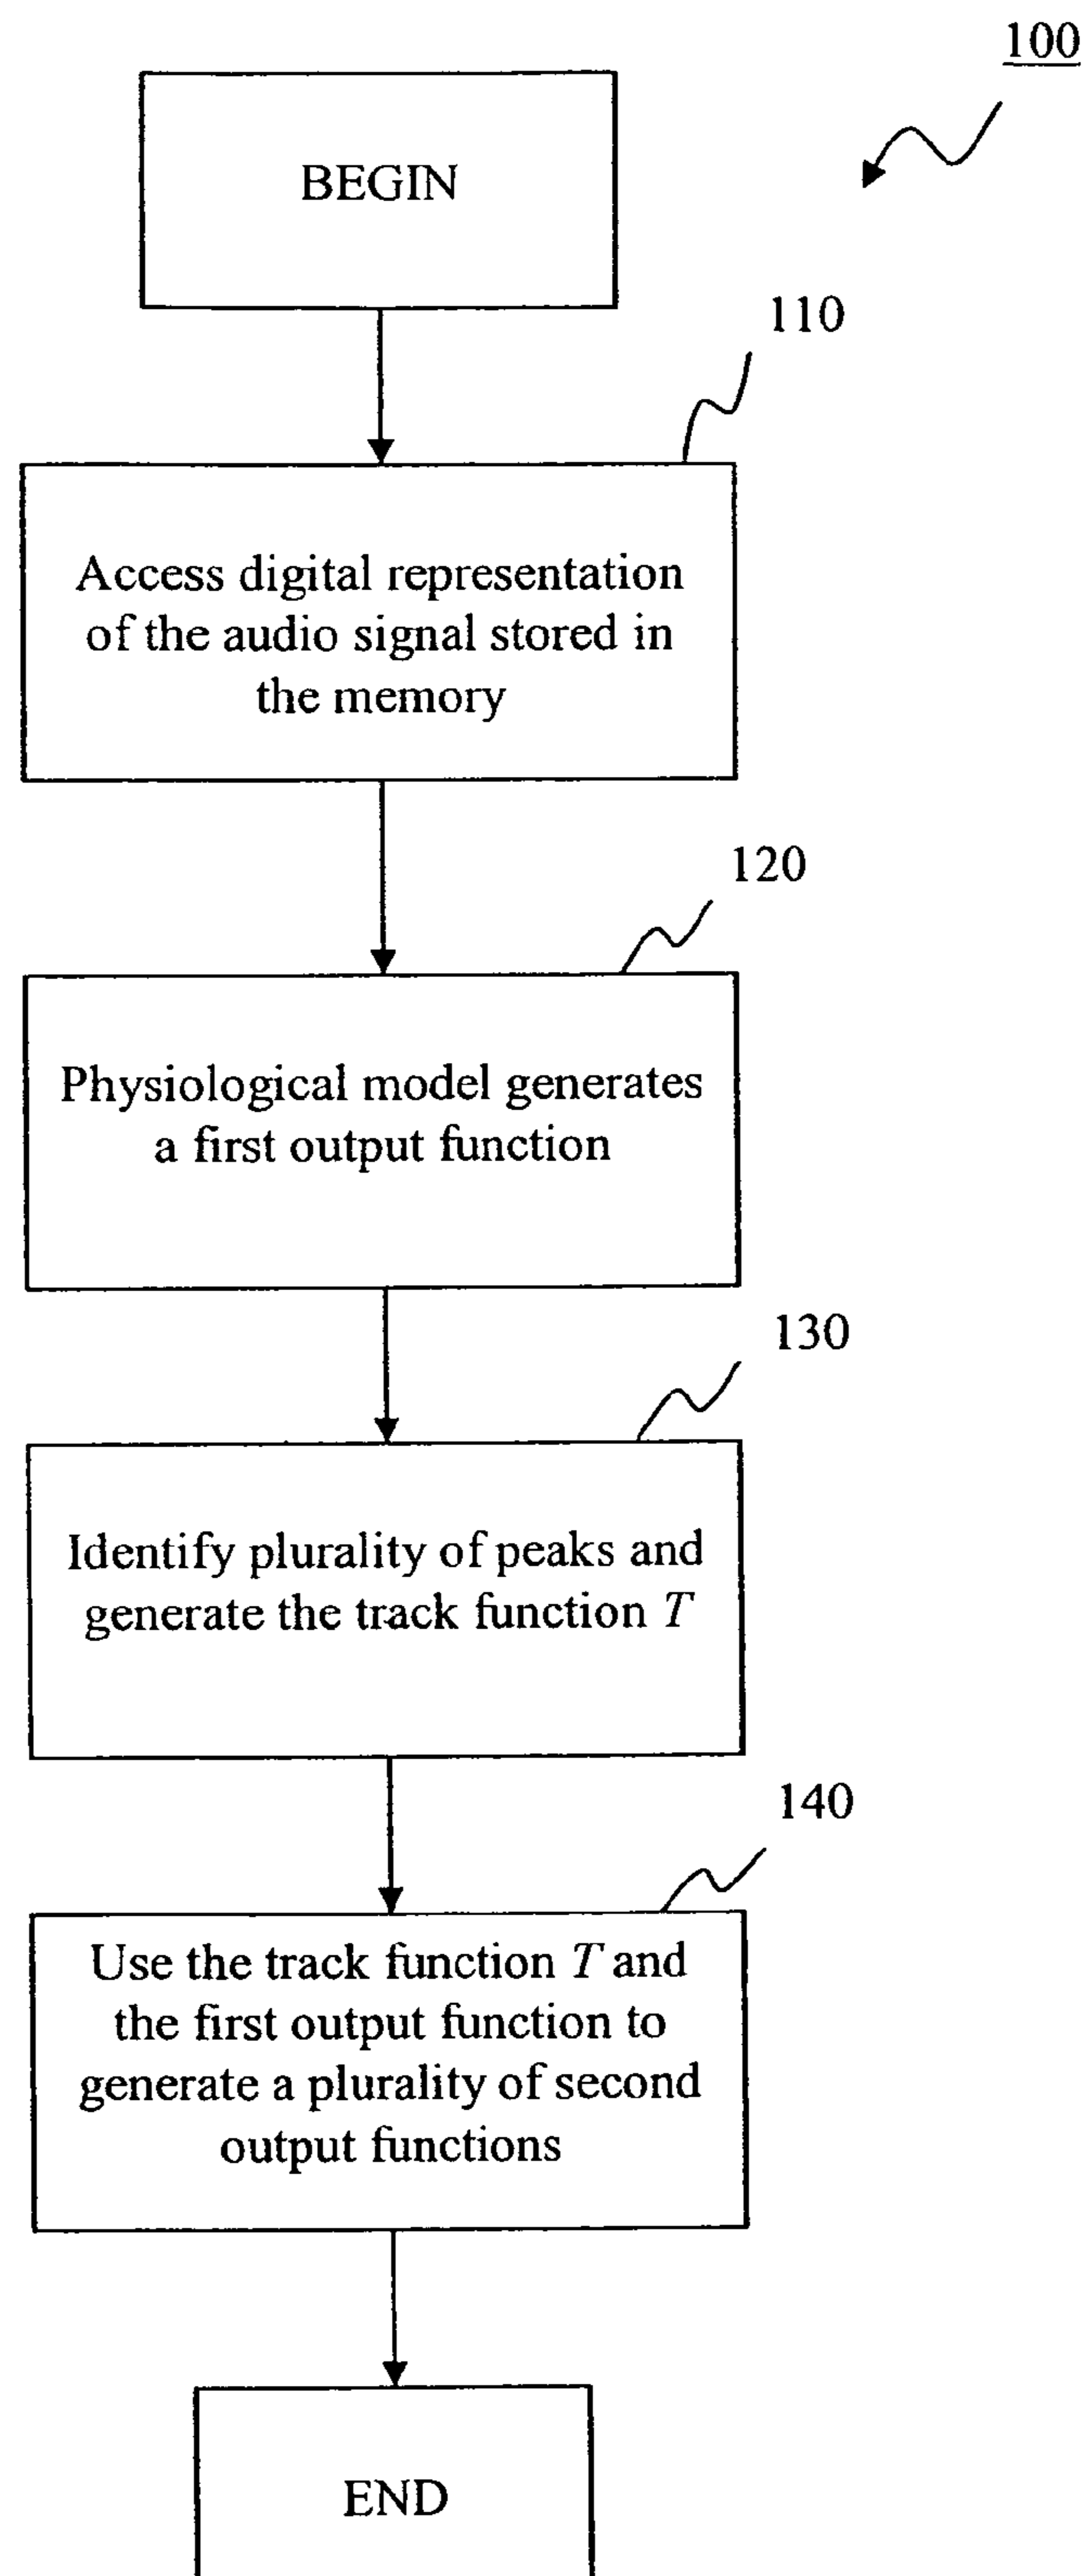 100
BEGIN
110
Access digital representation
of the audio signal stored in
the memory
120
Physiological model generates
a first output function
130
Identify plurality of peaks and
generate the track function T
140
Use the track function T and
the first output function to
generate a plurality of second
output functions
END